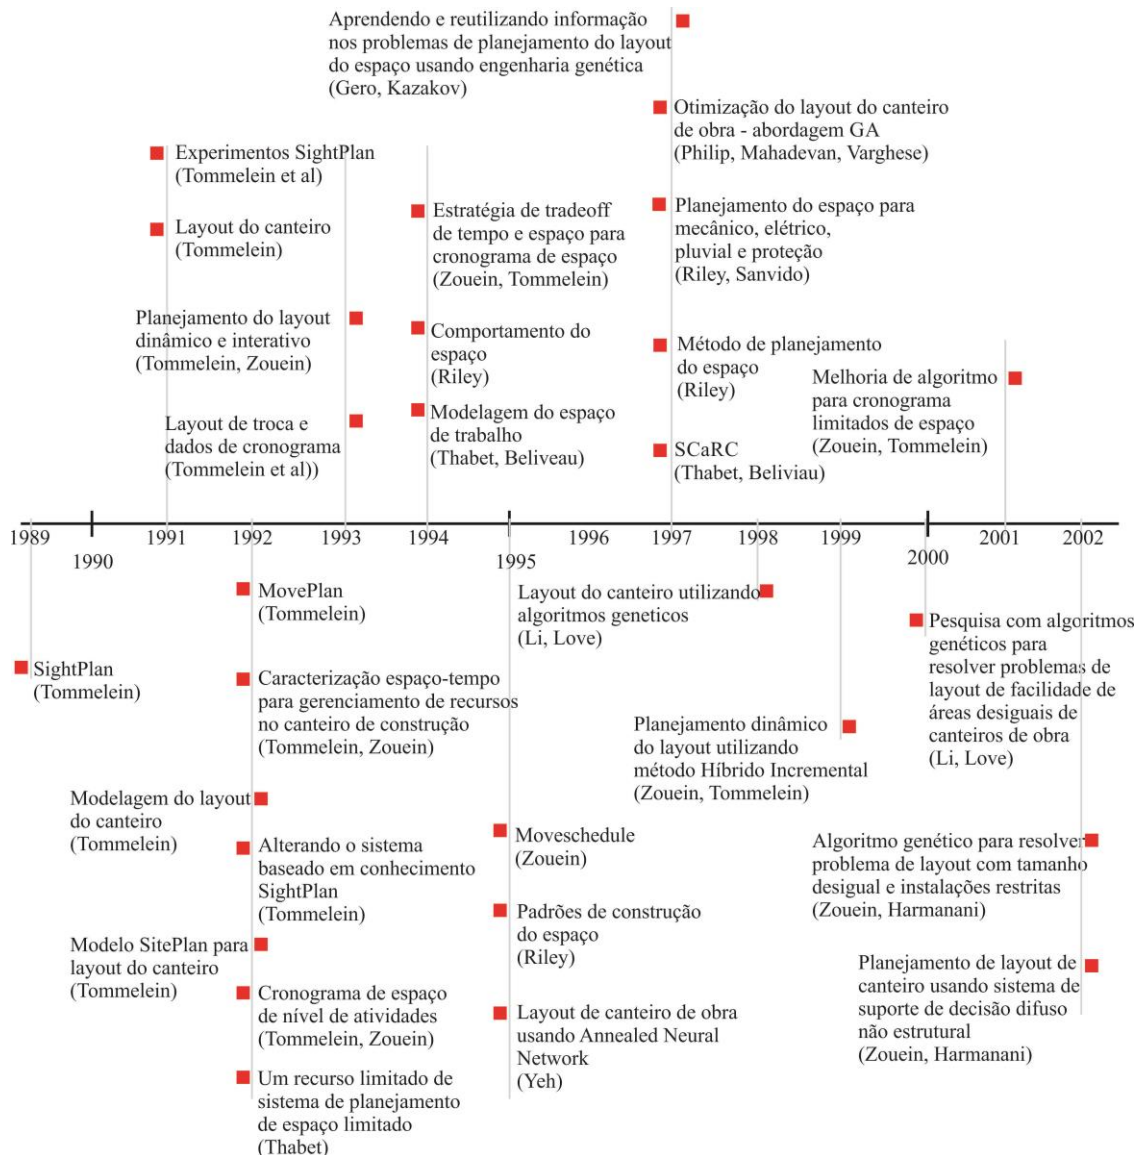 Aprendendo e reutilizando informação
nos problemas de planejamento do layout
do espaço usando engenharia genética
(Gero, Kazakov)
Otimização do layout do canteiro
de obra - abordagem GA
(Philip, Mahadevan, Varghese)
Experimentos SightPlan
(Tommelein et al)
Layout do canteiro
(Tommelein)
Estratégia de tradeoff
de tempo e espaço para
cronograma de espaço
(Zouein, Tommelein)
Planejamento do espaço para
mecânico, elétrico,
pluvial e proteção
(Riley, Sanvido)
Planejamento do layout
dinâmico e interativo
(Tommelein, Zouein)
Comportamento do
espaço
(Riley)
Método de planejamento
do espaço
(Riley)
Melhoria de algoritmo
para cronograma
limitados de espaço
(Zouein, Tommelein)
Layout de troca e
dados de cronograma
(Tommelein et al))
Modelagem do espaço
de trabalho
(Thabet, Beliveau)
SCaRC
(Thabet, Beliviau)
1989
1990
1991
1992
1993
1994
1995
1996
1997
1998
1999
2000
2001
2002
MovePlan
(Tommelein)
Layout do canteiro utilizando
algoritmos geneticos
(Li, Love)
Pesquisa com algoritmos
genéticos para
resolver problemas de
layout de facilidade de
áreas desiguais de
canteiros de obra
(Li, Love)
SightPlan
(Tommelein)
Caracterização espaço-tempo
para gerenciamento de recursos
no canteiro de construção
(Tommelein, Zouein)
Planejamento dinâmico
do layout utilizando
método Híbrido Incremental
(Zouein, Tommelein)
Modelagem do layout
do canteiro
(Tommelein)
Alterando o sistema
baseado em conhecimento
SightPlan
(Tommelein)
Moveschedule
(Zouein)
Algoritmo genético para resolver
problema de layout com tamanho
desigual e instalações restritas
(Zouein, Harmanani)
Padrões de construção
do espaço
(Riley)
Modelo SitePlan para
layout do canteiro
(Tommelein)
Cronograma de espaço
de nível de atividades
(Tommelein, Zouein)
Planejamento de layout de
canteiro usando sistema de
suporte de decisão difuso
não estrutural
(Zouein, Harmanani)
Layout de canteiro de obra
usando Annealed Neural
Network
(Yeh)
Um recurso limitado de
sistema de planejamento
de espaço limitado
(Thabet)